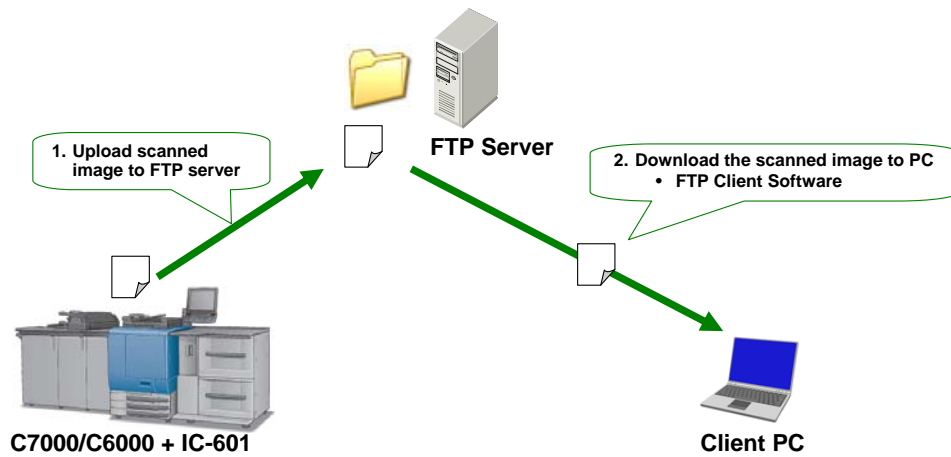 FTP Server
1. Upload scanned
image to FTP server
2. Download the scanned image to PC
• FTP Client Software
C7000/C6000 + IC-601
Client PC